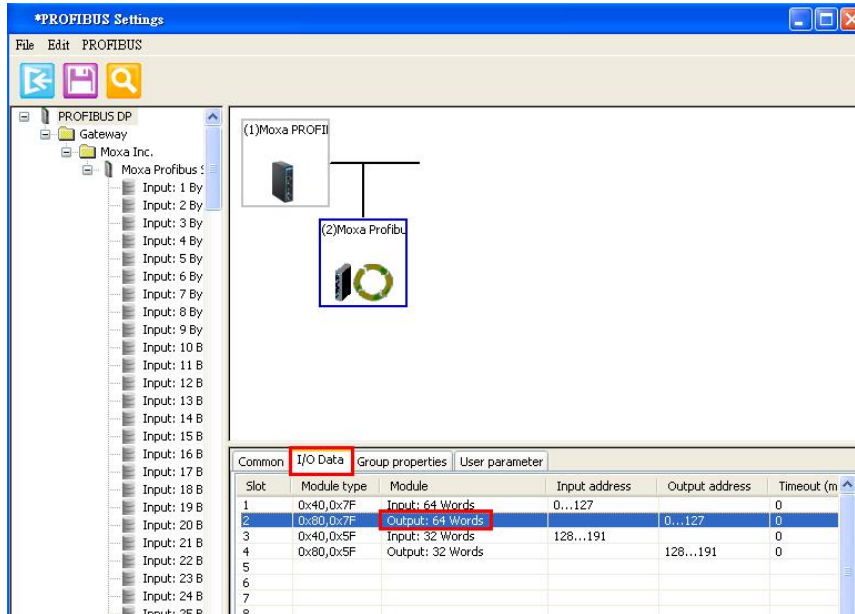 *PROFIBUS Settings
File Edit PROFIBUS
PROFIBUS DP
Gateway
Moxa Inc.
Moxa Profibus S
Input: 1 By
Input: 2 By
Input: 3 By
Input: 4 By
Input: 5 By
Input: 6 By
Input: 7 By
Input: 8 By
Input: 9 By
Input: 10 B
Input: 11 B
Input: 12 B
Input: 13 B
Input: 14 B
Input: 15 B
Input: 16 B
Input: 17 B
Input: 18 B
Input: 19 B
Input: 20 B
Input: 21 B
Input: 22 B
Input: 23 B
Input: 24 B
Input: 25 B
(1)Moxa PROFI
(2)Moxa Profibu
Common I/O Data Group properties User parameter
Slot Module type Module Input address Output address Timeout (m
1 0x40,0x7F Input: 64 Words 0...127 0
2 0x80,0x7F Output: 64 Words 0...127 0
3 0x40,0x5F Input: 32 Words 128...191 0
4 0x80,0x5F Output: 32 Words 128...191 0
5
6
7
8